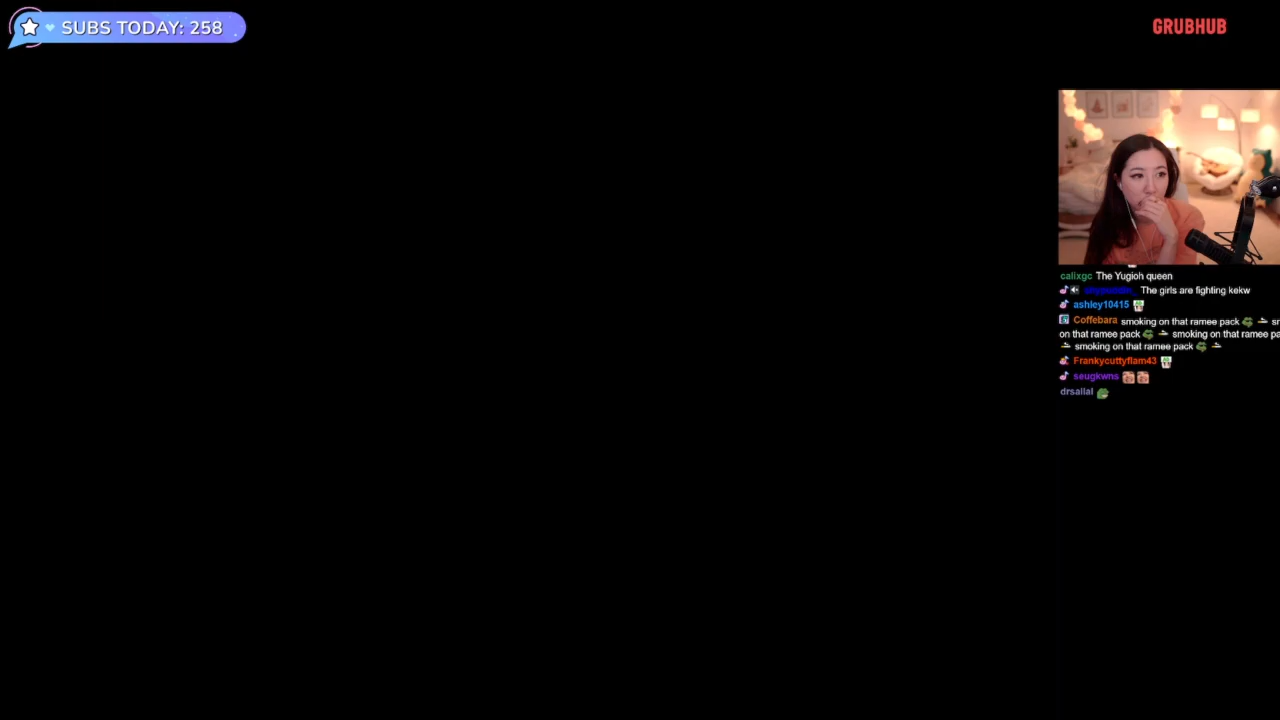 SUBS TODAY: 258
GRUBHUB
calixgc The Yugioh queen
The girls are fighting kekw
ashley10415
Coffebara smoking on that ramee pack
on that ramee pack smoking on that ramee
smoking on that ramee pack
Frankycuttyflam43
seugkwns
drsallal